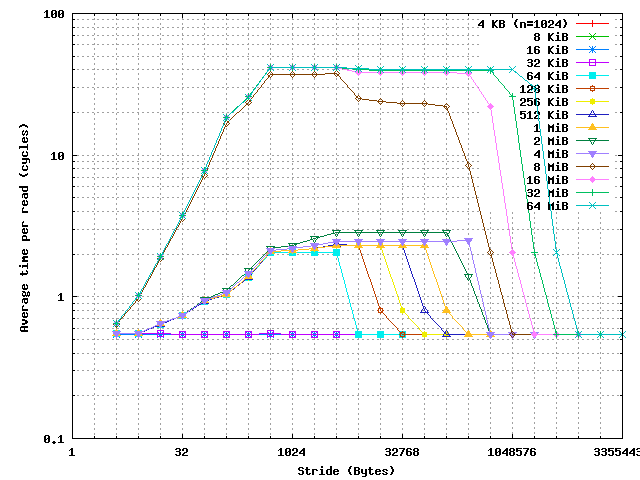 100
10
1
0.1
Average time per read (cycles)
4 KB (n=1024)
8 KiB
16 KiB
32 KiB
64 KiB
128 KiB
256 KiB
512 KiB
1 MiB
2 MiB
4 MiB
8 MiB
16 MiB
32 MiB
64 MiB
1 32 1024 32768 1048576 3355443
Stride (Bytes)